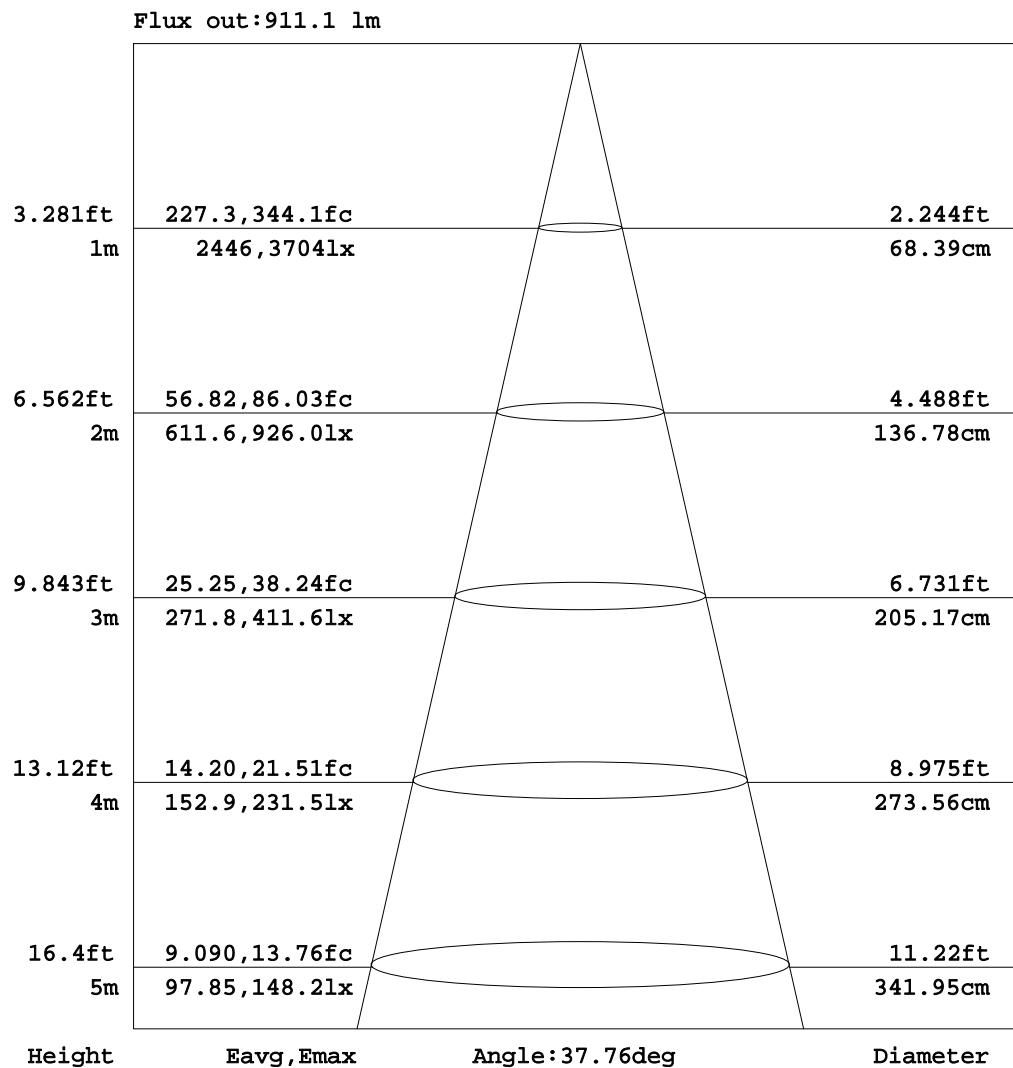 Flux out:911.1 lm
3.281ft 227.3,344.1fc 2.244ft
1m 2446,3704lx 68.39cm
6.562ft 56.82,86.03fc 4.488ft
2m 611.6,926.0lx 136.78cm
9.843ft 25.25,38.24fc 6.731ft
3m 271.8,411.6lx 205.17cm
13.12ft 14.20,21.51fc 8.975ft
4m 152.9,231.5lx 273.56cm
16.4ft 9.090,13.76fc 11.22ft
5m 97.85,148.2lx 341.95cm
Height Eavg,Emax Angle:37.76deg Diameter